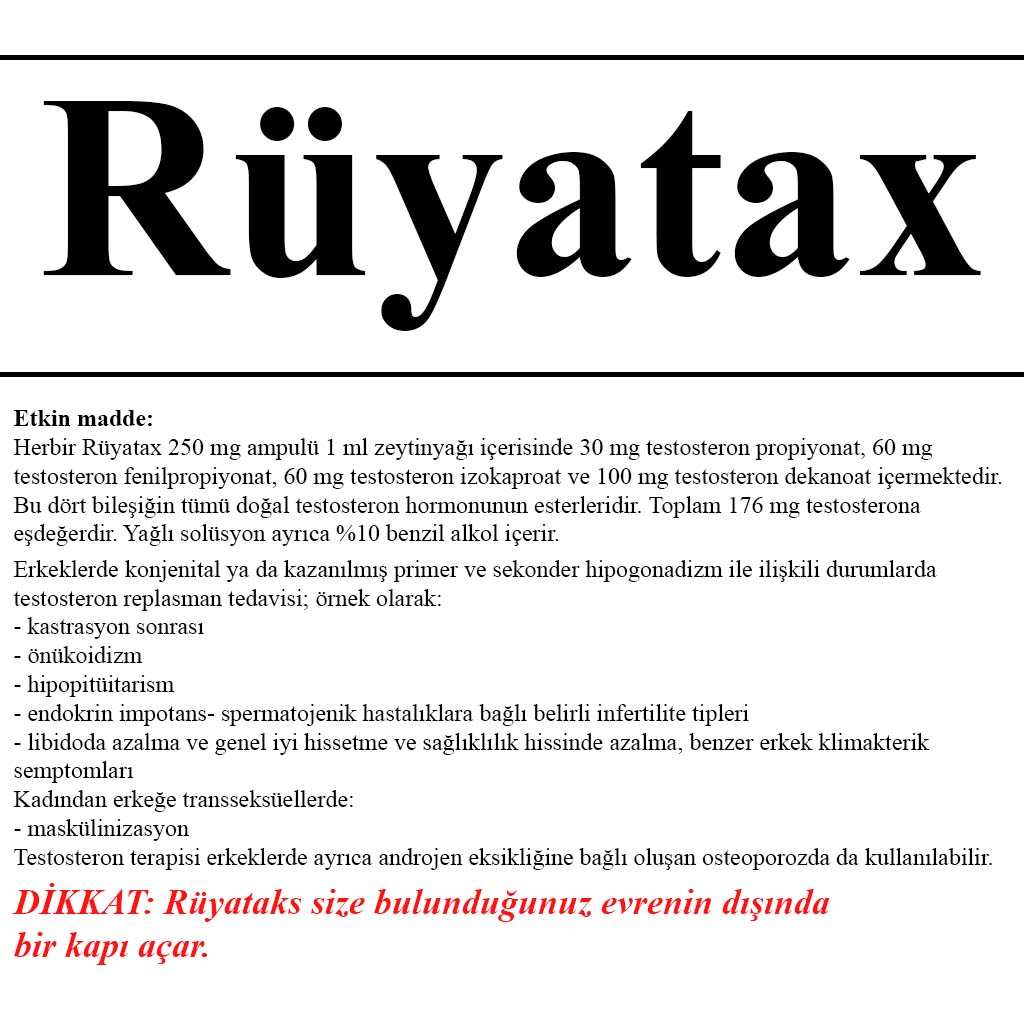 Rüyatax
Etkin madde:
Herbir Rüyatax 250 mg ampulü 1 ml zeytinyağı içerisinde 30 mg testosteron propiyonat, 60 mg
testosteron fenilpropiyonat, 60 mg testosteron izokaproat ve 100 mg testosteron dekanoat içermektedir.
Bu dört bileşiğin tümü doğal testosteron hormonunun esterleridir. Toplam 176 mg testosterona
eşdeğerdir. Yağlı solüsyon ayrıca %10 benzil alkol içerir.
Erkeklerde konjenital ya da kazanılmış primer ve sekonder hipogonadizm ile ilişkili durumlarda
testosteron replasman tedavisi; örnek olarak:
- kastrasyon sonrası
- önükoidizm
- hipopitüitarism
- endokrin impotans- spermatojenik hastalıklara bağlı belirli infertilite tipleri
- libidoda azalma ve genel iyi hissetme ve sağlıklılık hissinde azalma, benzer erkek klimakterik
semptomları
Kadından erkeğe transseksüellerde:
- maskülinizasyon
Testosteron terapisi erkeklerde ayrıca androjen eksikliğine bağlı oluşan osteoporozda da kullanılabilir.
DİKKAT: Rüyataks size bulunduğunuz evrenin dışında
bir kapı açar.